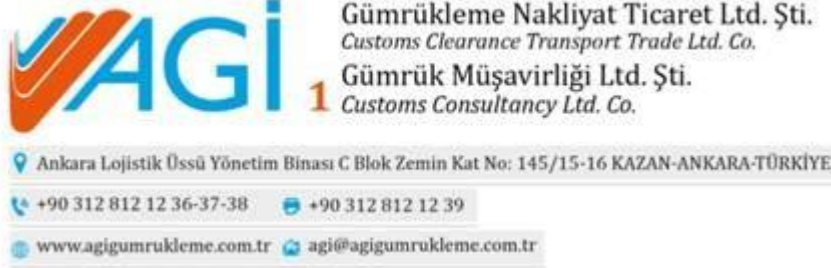 AGİ
Gümrükleme Nakliyat Ticaret Ltd. Şti.
Customs Clearance Transport Trade Ltd. Co.
1 Gümrük Müşavirliği Ltd. Şti.
Customs Consultancy Ltd. Co.
Ankara Lojistik Üssü Yönetim Binası C Blok Zemin Kat No: 145/15-16 KAZAN-ANKARA-TÜRKİYE
+90 312 812 12 36-37-38 +90 312 812 12 39
www.agigumrukleme.com.tr agi@agigumrukleme.com.tr